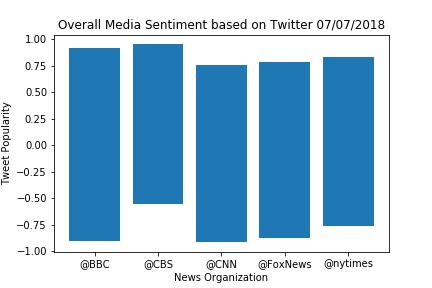 Overall Media Sentiment based on Twitter 07/07/2018
1.00
0.75
0.50
0.25
0.00
−0.25
−0.50
−0.75
−1.00
Tweet Popularity
@BBC @CBS @CNN @FoxNews @nytimes
News Organization